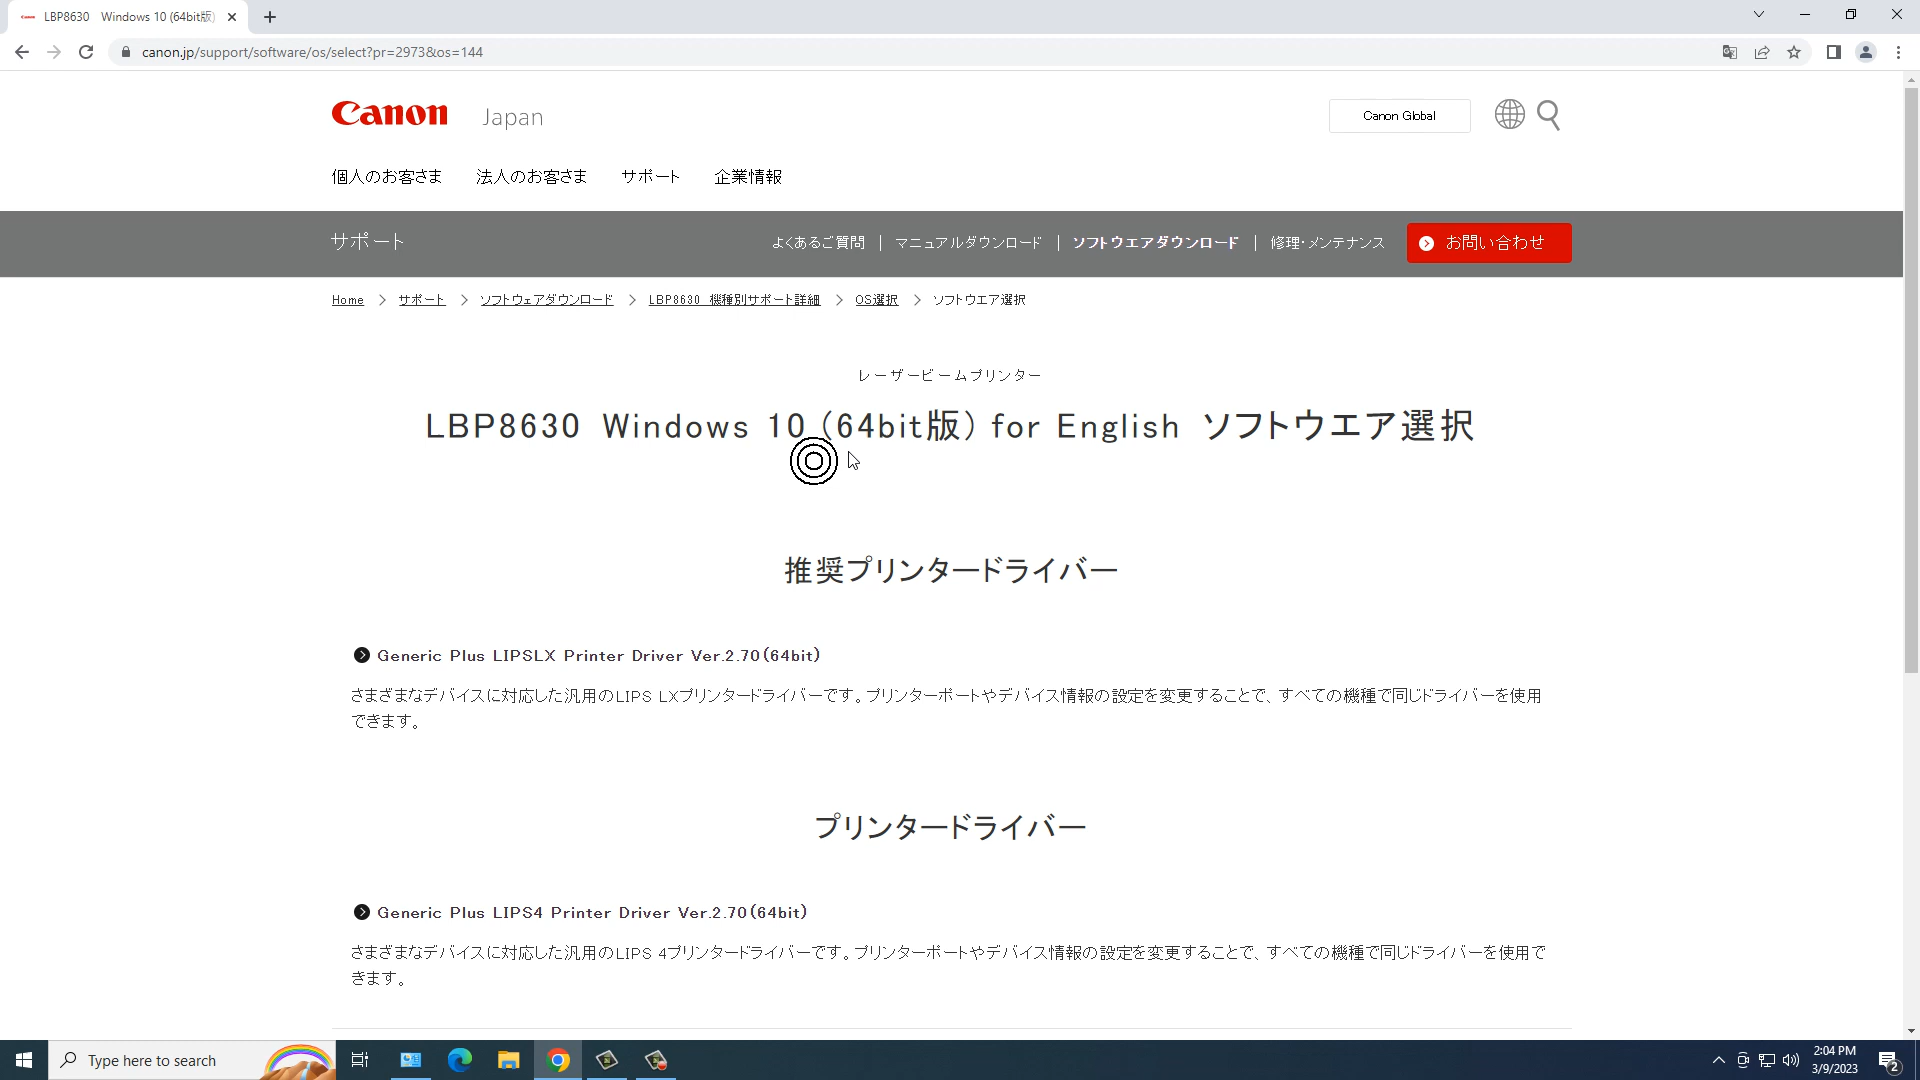 LBP8630 Windows 10 (64bit版)
canon.jp/support/software/os/select?pr=2973&os=144
Canon Japan
Canon Global
個人のお客さま 法人のお客さま サポート 企業情報
サポート
よくあるご質問 | マニュアルダウンロード | ソフトウエアダウンロード | 修理・メンテナンス
お問い合わせ
Home サポート ソフトウェアダウンロード LBP8630 機種別サポート詳細 OS選択 ソフトウエア選択
レーザービームプリンター
LBP8630 Windows 10 (64bit版) for English ソフトウエア選択
推奨プリンタードライバー
Generic Plus LIPSLX Printer Driver Ver.2.70(64bit)
さまざまなデバイスに対応した汎用のLIPS LXプリンタードライバーです。プリンターポートやデバイス情報の設定を変更することで、すべての機種で同じドライバーを使用
できます。
プリンタードライバー
Generic Plus LIPS4 Printer Driver Ver.2.70(64bit)
さまざまなデバイスに対応した汎用のLIPS 4プリンタードライバーです。プリンターポートやデバイス情報の設定を変更することで、すべての機種で同じドライバーを使用で
きます。
Type here to search
2:04 PM
3/9/2023
2